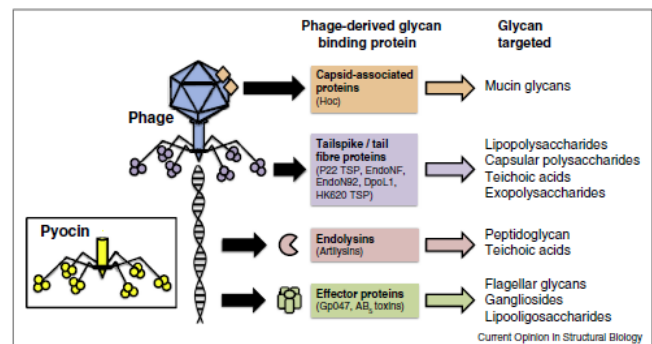 Phage-derived glycan
binding protein
Glycan
targeted
Phage
Capsid-associated
proteins
(Hoc)
Mucin glycans
Tailspike / tail
fibre proteins
(P22 TSP, EndoNF,
EndoN92, DpoL1,
HK620 TSP)
Lipopolysaccharides
Capsular polysaccharides
Teichoic acids
Exopolysaccharides
Pyocin
Endolysins
(Artilysins)
Peptidoglycan
Teichoic acids
Effector proteins
(Gp047, AB5 toxins)
Flagellar glycans
Gangliosides
Lipooligosaccharides
Current Opinion in Structural Biology